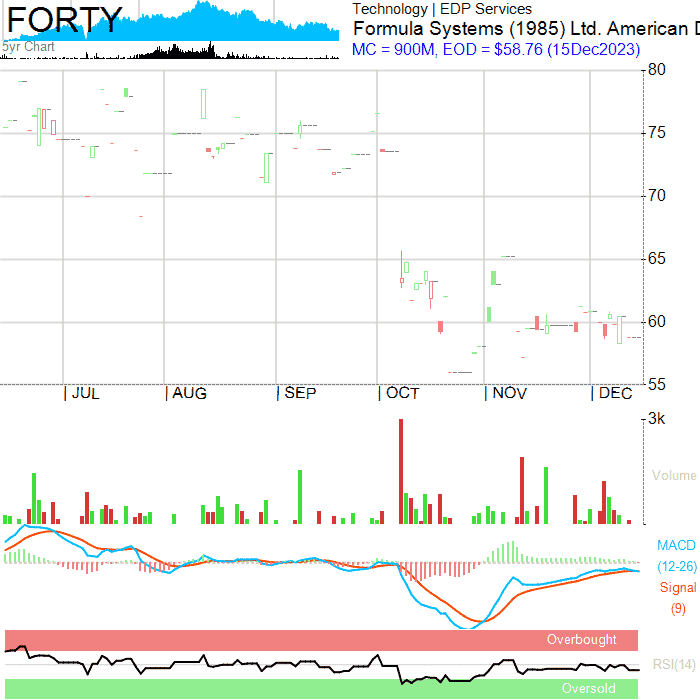 FORTY
5yr Chart
Technology | EDP Services
Formula Systems (1985) Ltd. American
MC = 900M, EOD = $58.76 (15Dec2023)
80
75
70
65
60
55
| JUL | AUG | SEP | OCT | NOV | DEC
3k
Volume
MACD
(12-26)
Signal
(9)
Overbought
RSI(14)
Oversold